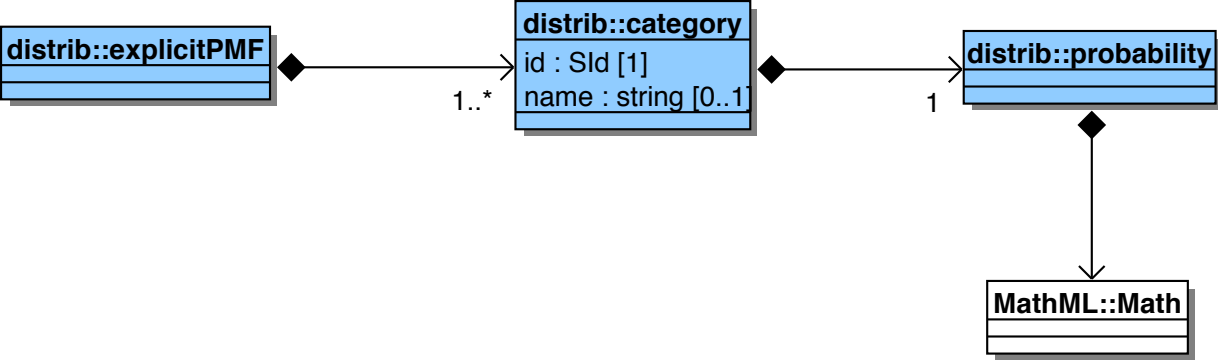 distrib::explicitPMF
1..*
distrib::category
id : SId [1]
name : string [0..1]
1
distrib::probability
MathML::Math